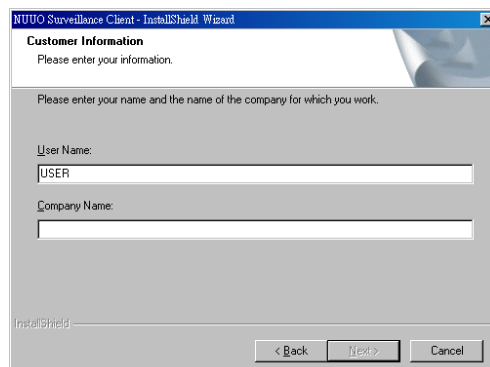 NUUO Surveillance Client - InstallShield Wizard
Customer Information
Please enter your information.
Please enter your name and the name of the company for which you work.
User Name:
USER
Company Name:
InstallShield
< Back
Next >
Cancel